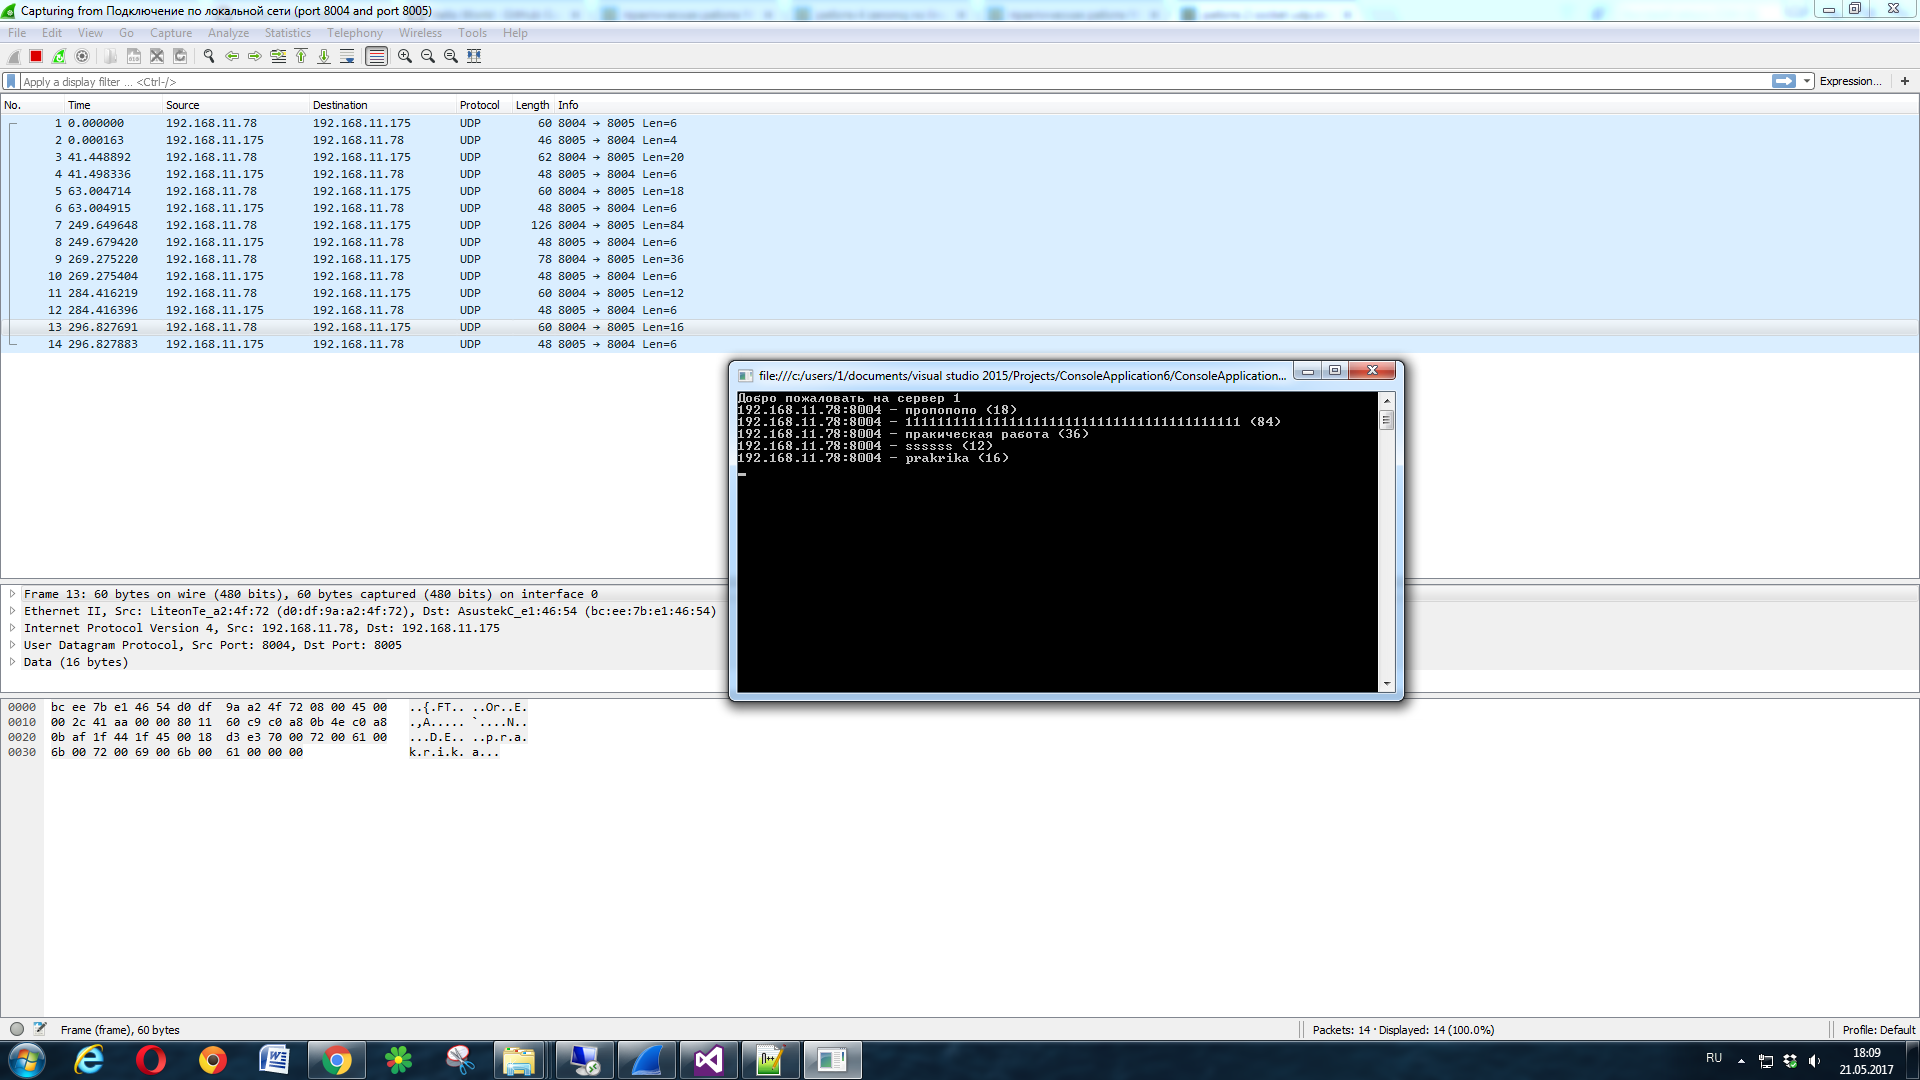 Capturing from Подключение по локальной сети (port 8004 and port 8005)
File Edit View Go Capture Analyze Statistics Telephony Wireless Tools Help
Apply a display filter ... <Ctrl-/> Expression... +
No. Time Source Destination Protocol Length Info
1 0.000000 192.168.11.78 192.168.11.175 UDP 60 8004 → 8005 Len=6
2 0.000163 192.168.11.175 192.168.11.78 UDP 46 8005 → 8004 Len=4
3 41.448892 192.168.11.78 192.168.11.175 UDP 62 8004 → 8005 Len=20
4 41.498336 192.168.11.175 192.168.11.78 UDP 48 8005 → 8004 Len=6
5 63.004714 192.168.11.78 192.168.11.175 UDP 60 8004 → 8005 Len=18
6 63.004915 192.168.11.175 192.168.11.78 UDP 48 8005 → 8004 Len=6
7 249.649648 192.168.11.78 192.168.11.175 UDP 126 8004 → 8005 Len=84
8 249.679420 192.168.11.175 192.168.11.78 UDP 48 8005 → 8004 Len=6
9 269.275220 192.168.11.78 192.168.11.175 UDP 78 8004 → 8005 Len=36
10 269.275404 192.168.11.175 192.168.11.78 UDP 48 8005 → 8004 Len=6
11 284.416219 192.168.11.78 192.168.11.175 UDP 60 8004 → 8005 Len=12
12 284.416396 192.168.11.175 192.168.11.78 UDP 48 8005 → 8004 Len=6
13 296.827691 192.168.11.78 192.168.11.175 UDP 60 8004 → 8005 Len=16
14 296.827883 192.168.11.175 192.168.11.78 UDP 48 8005 → 8004 Len=6
file:///c:/users/1/documents/visual studio 2015/Projects/ConsoleApplication6/ConsoleApplication...
Добро пожаловать на сервер 1
192.168.11.78:8004 - пропопопо (18)
192.168.11.78:8004 - 111111111111111111111111111111111111111111 (84)
192.168.11.78:8004 - пракическая работа (36)
192.168.11.78:8004 - ssssss (12)
192.168.11.78:8004 - prakrika (16)
Frame 13: 60 bytes on wire (480 bits), 60 bytes captured (480 bits) on interface 0
Ethernet II, Src: LiteonTe_a2:4f:72 (d0:df:9a:a2:4f:72), Dst: AsustekC_e1:46:54 (bc:ee:7b:e1:46:54)
Internet Protocol Version 4, Src: 192.168.11.78, Dst: 192.168.11.175
User Datagram Protocol, Src Port: 8004, Dst Port: 8005
Data (16 bytes)
0000 bc ee 7b e1 46 54 d0 df 9a a2 4f 72 08 00 45 00 ..{.FT.. ..Or..E.
0010 00 2c 41 aa 00 00 80 11 60 c9 c0 a8 0b 4e c0 a8 .,A..... `....N..
0020 0b af 1f 44 1f 45 00 18 d3 e3 70 00 72 00 61 00 ...D.E.. ..p.r.a.
0030 6b 00 72 00 69 00 6b 00 61 00 00 00 k.r.i.k. a...
Frame (frame), 60 bytes Packets: 14 · Displayed: 14 (100.0%) Profile: Default
RU 18:09
21.05.2017